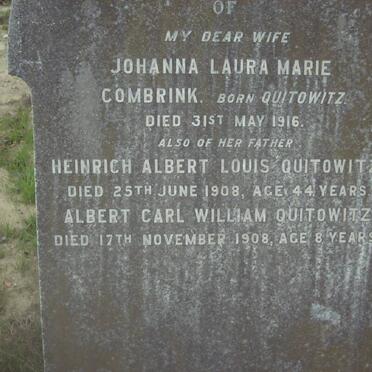 OF
MY DEAR WIFE
JOHANNA LAURA MARIE
COMBRINK. BORN QUITOWITZ.
DIED 31ST MAY 1916.
ALSO OF HER FATHER
HEINRICH ALBERT LOUIS QUITOWITZ
DIED 25TH JUNE 1908, AGE 44 YEARS
ALBERT CARL WILLIAM QUITOWITZ
DIED 17TH NOVEMBER 1908, AGE 8 YEARS